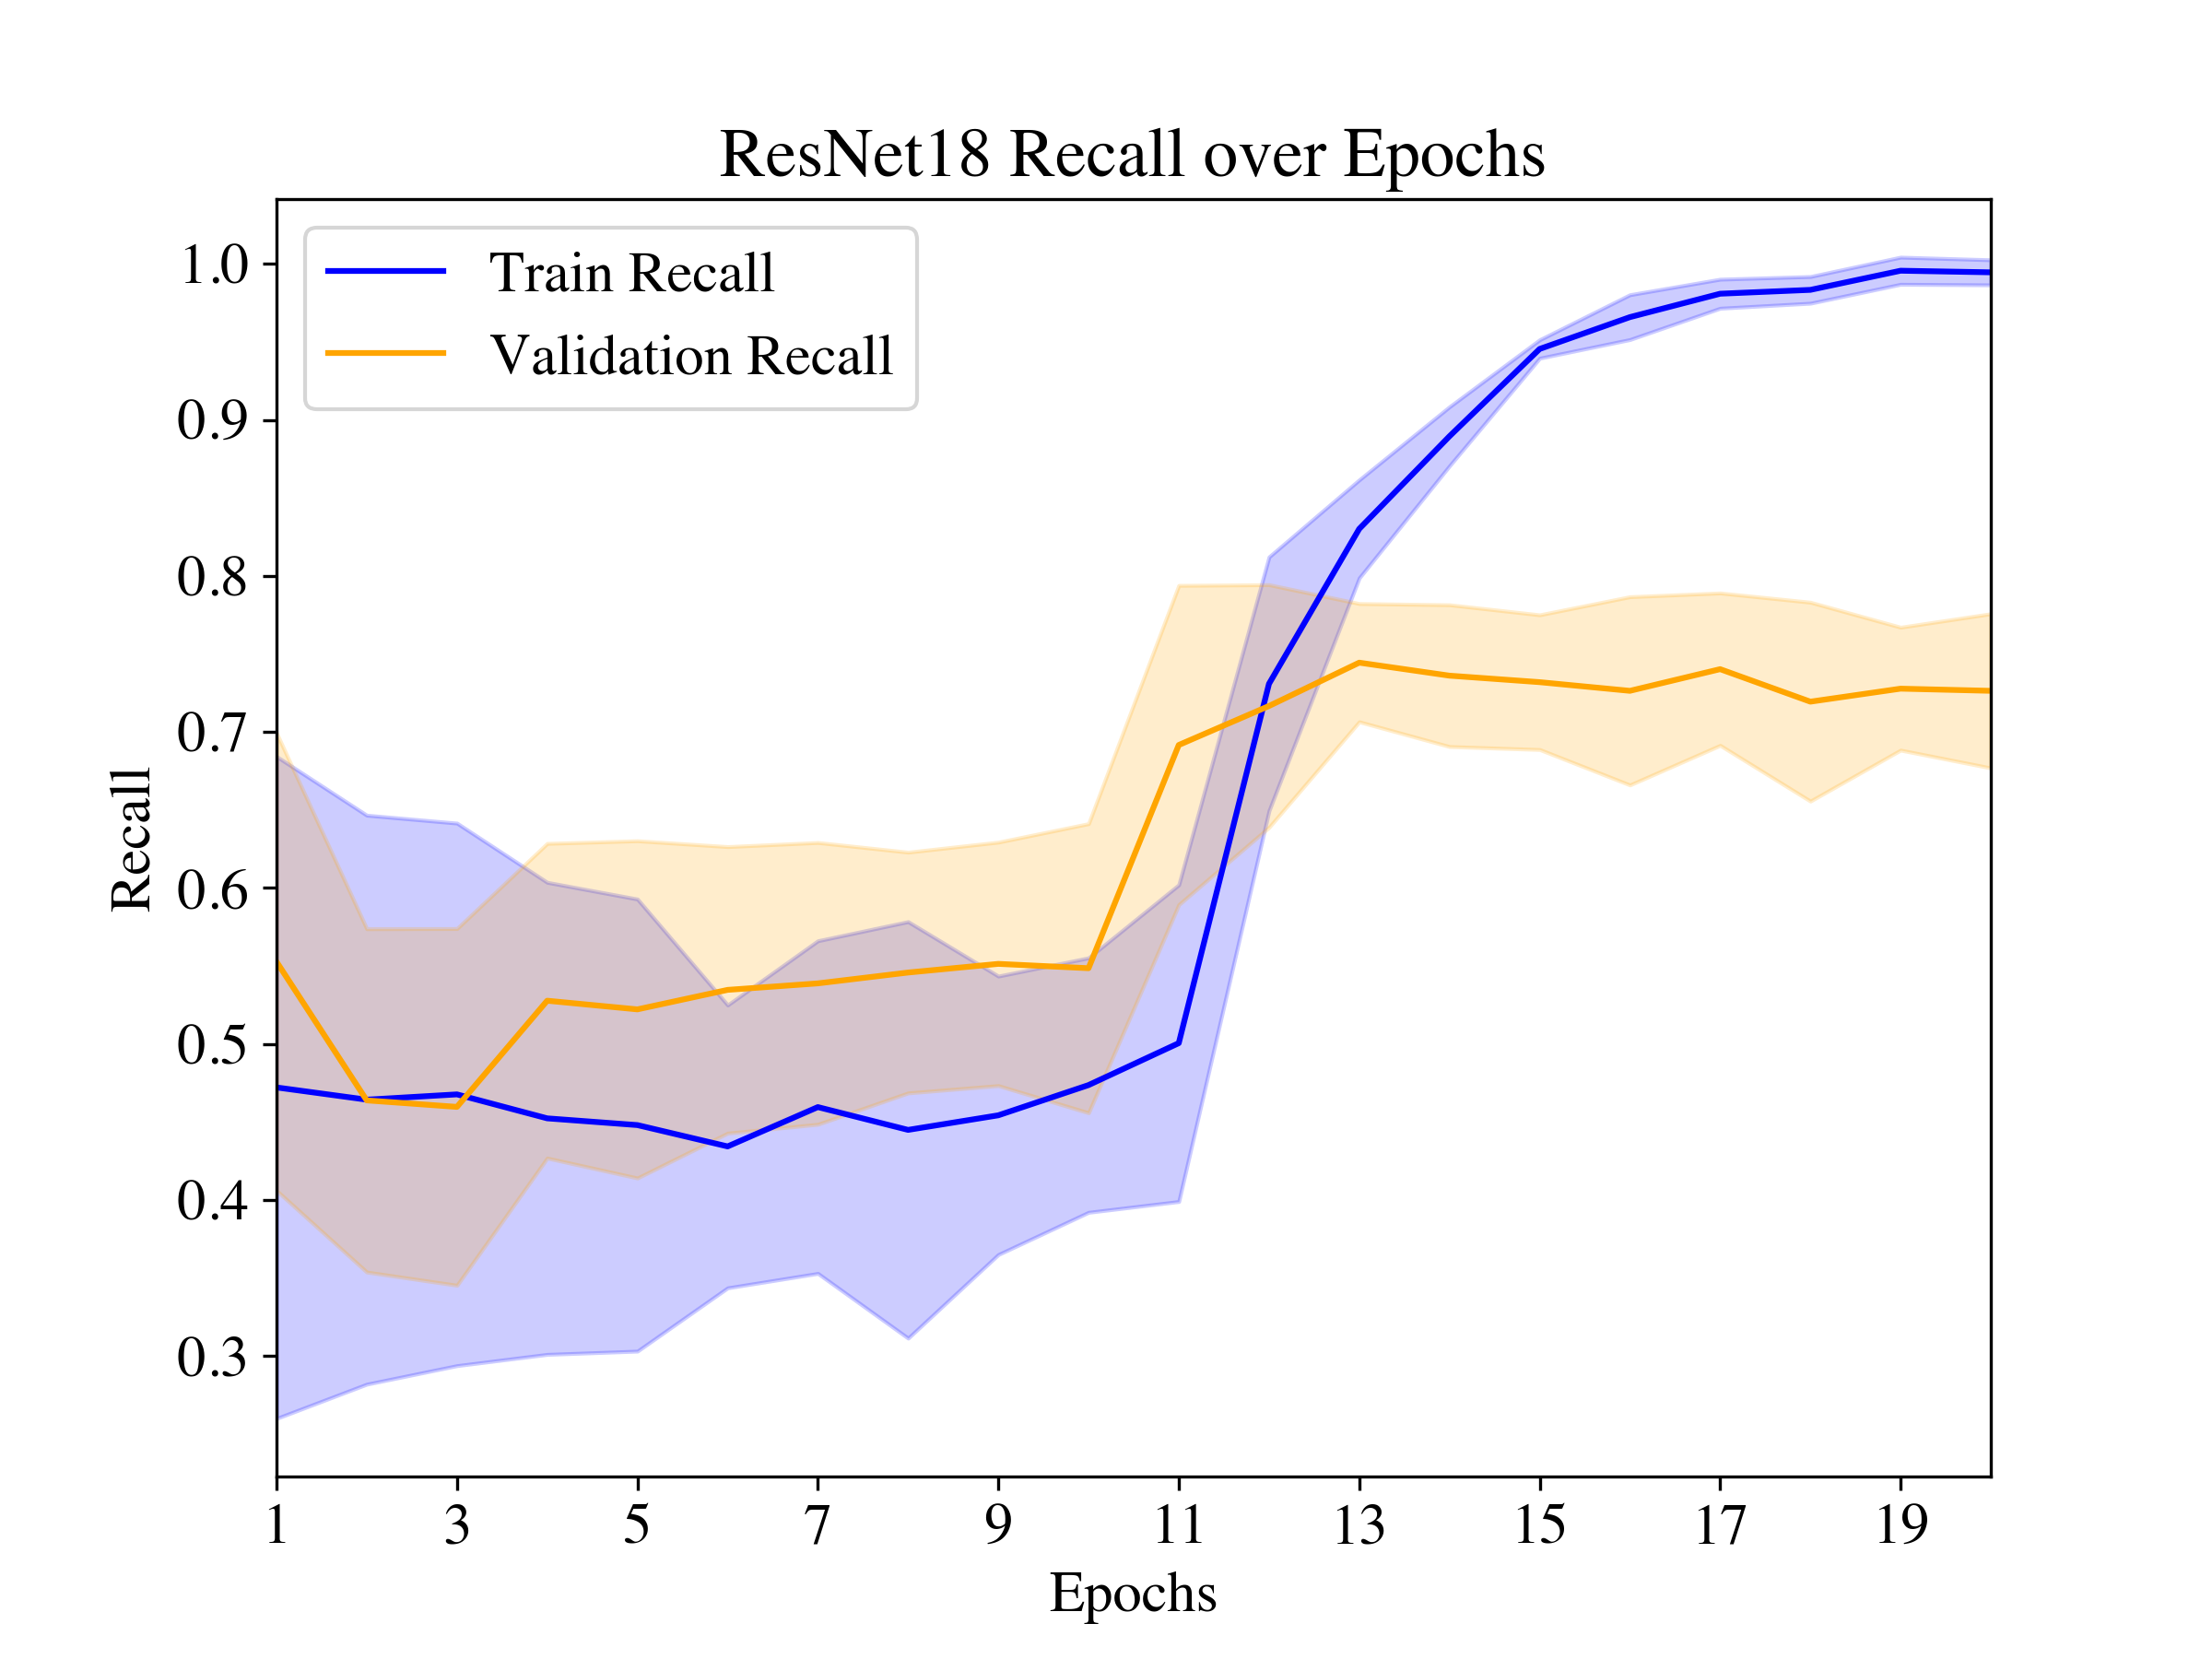 ResNet18 Recall over Epochs
Train Recall
Validation Recall
1.0
0.9
0.8
0.7
0.6
0.5
0.4
0.3
Recall
1 3 5 7 9 11 13 15 17 19
Epochs